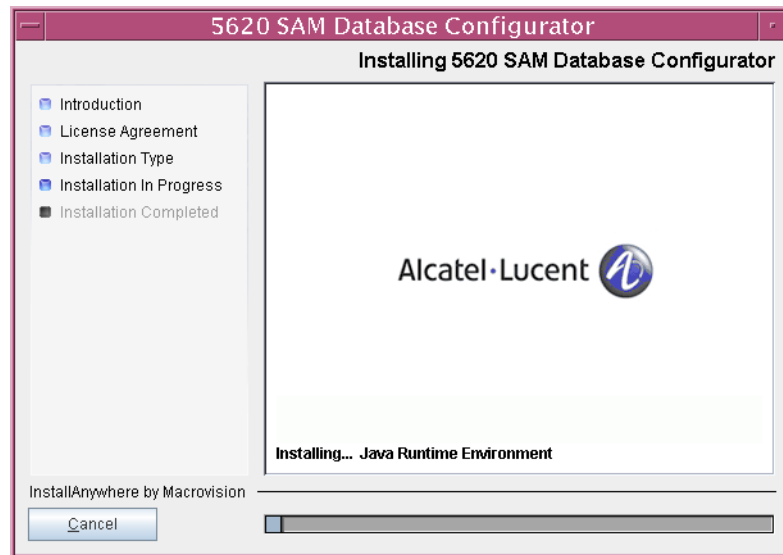 5620 SAM Database Configurator
Installing 5620 SAM Database Configurator
Introduction
License Agreement
Installation Type
Installation In Progress
Installation Completed
Alcatel·Lucent
Installing... Java Runtime Environment
InstallAnywhere by Macrovision
Cancel